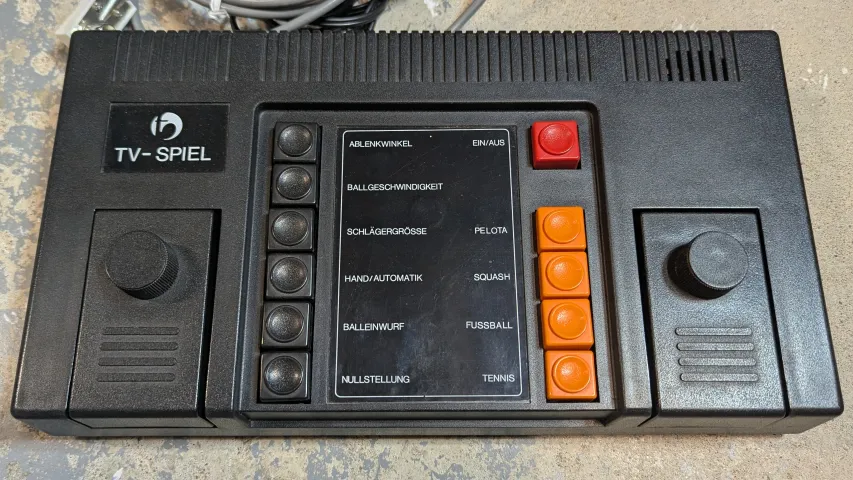 TV-SPIEL
ABLENKWINKEL EIN/AUS
BALLGESCHWINDIGKEIT
SCHLÄGERGRÖSSE PELOTA
HAND/AUTOMATIK SQUASH
BALLEINWURF FUSSBALL
NULLSTELLUNG TENNIS